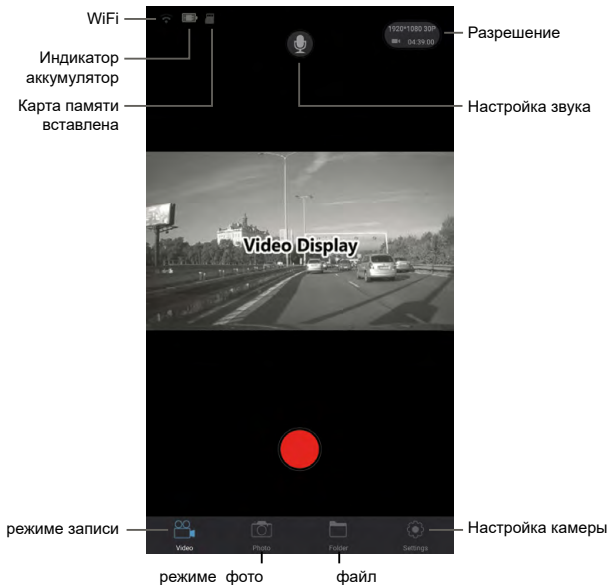 WiFi
Индикатор
аккумулятор
Карта памяти
вставлена
1920*1080 30P
04:39:00
Разрешение
Настройка звука
Video Display
режиме записи
Video
Photo
Folder
Settings
Настройка камеры
режиме фото
файл